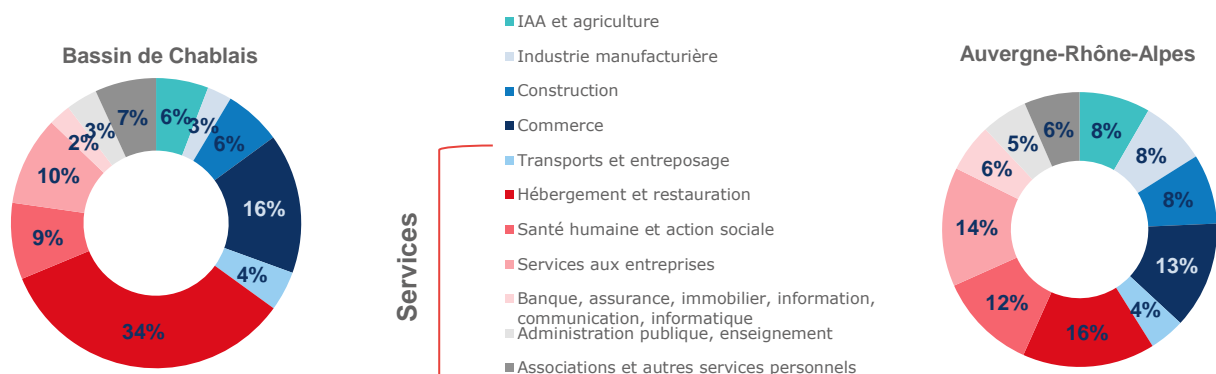 Bassin de Chablais
6%
3%
6%
16%
4%
34%
9%
10%
2%
3%
7%
Services
IAA et agriculture
Industrie manufacturière
Construction
Commerce
Transports et entreposage
Hébergement et restauration
Santé humaine et action sociale
Services aux entreprises
Banque, assurance, immobilier, information,
communication, informatique
Administration publique, enseignement
Associations et autres services personnels
Auvergne-Rhône-Alpes
8%
8%
8%
13%
4%
16%
12%
14%
6%
5%
6%